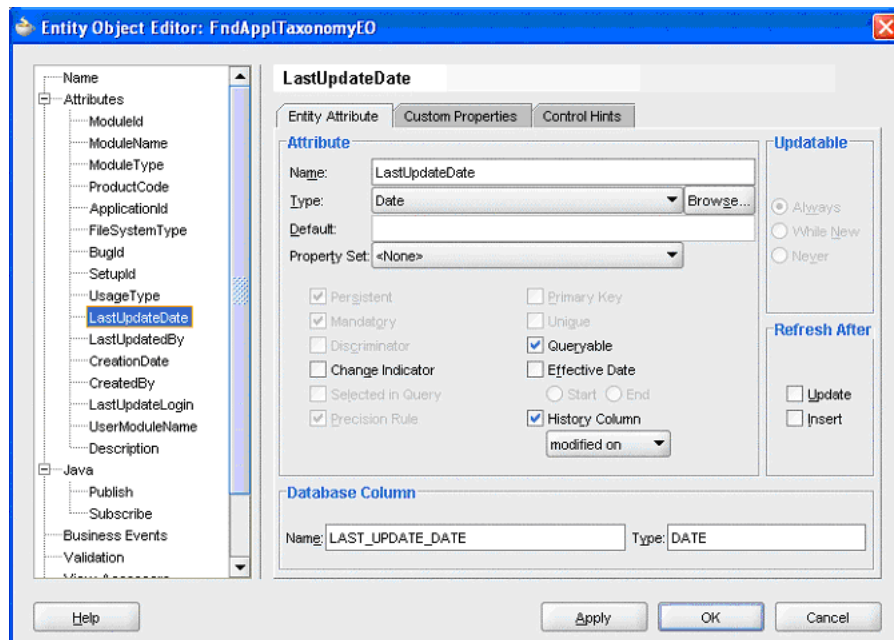 Entity Object Editor: FndApplTaxonomyEO
Name
Attributes
ModuleId
ModuleName
ModuleType
ProductCode
ApplicationId
FileSystemType
BugId
SetupId
UsageType
LastUpdateDate
LastUpdatedBy
CreationDate
CreatedBy
LastUpdateLogin
UserModuleName
Description
Java
Publish
Subscribe
Business Events
Validation
View Accessors
LastUpdateDate
Entity Attribute Custom Properties Control Hints
Attribute
Name: LastUpdateDate
Type: Date Browse...
Default:
Property Set: <None>
Persistent Primary Key
Mandatory Unique
Discriminator Queryable
Change Indicator Effective Date
Selected in Query Start End
Precision Rule History Column
modified on
Updatable
Always
While New
Never
Refresh After
Update
Insert
Database Column
Name: LAST_UPDATE_DATE Type: DATE
Help Apply OK Cancel